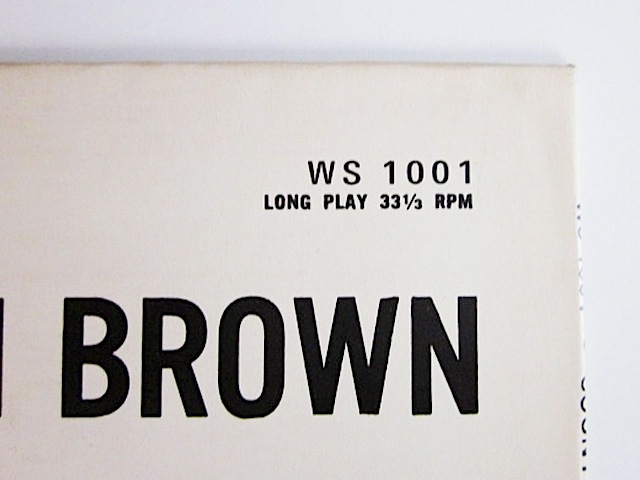 WS 1001
LONG PLAY 33⅓ RPM
BROWN